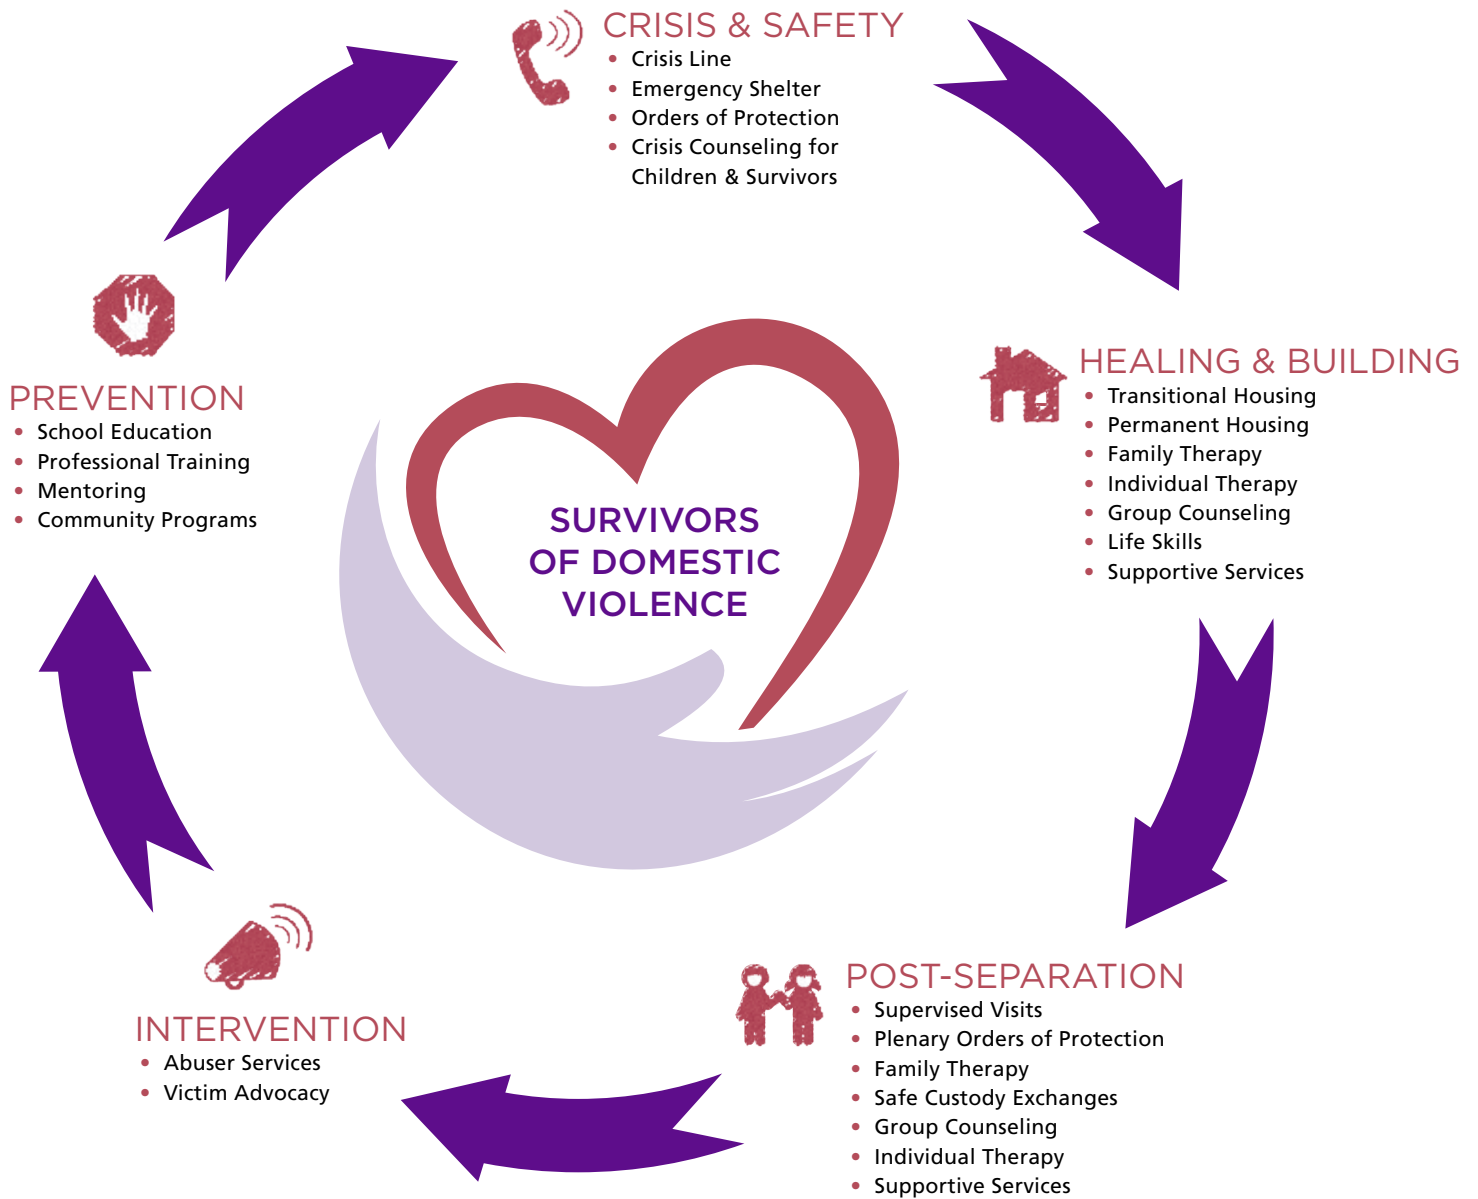 CRISIS & SAFETY
• Crisis Line
• Emergency Shelter
• Orders of Protection
• Crisis Counseling for
Children & Survivors
HEALING & BUILDING
• Transitional Housing
• Permanent Housing
• Family Therapy
• Individual Therapy
• Group Counseling
• Life Skills
• Supportive Services
POST-SEPARATION
• Supervised Visits
• Plenary Orders of Protection
• Family Therapy
• Safe Custody Exchanges
• Group Counseling
• Individual Therapy
• Supportive Services
INTERVENTION
• Abuser Services
• Victim Advocacy
PREVENTION
• School Education
• Professional Training
• Mentoring
• Community Programs
SURVIVORS
OF DOMESTIC
VIOLENCE